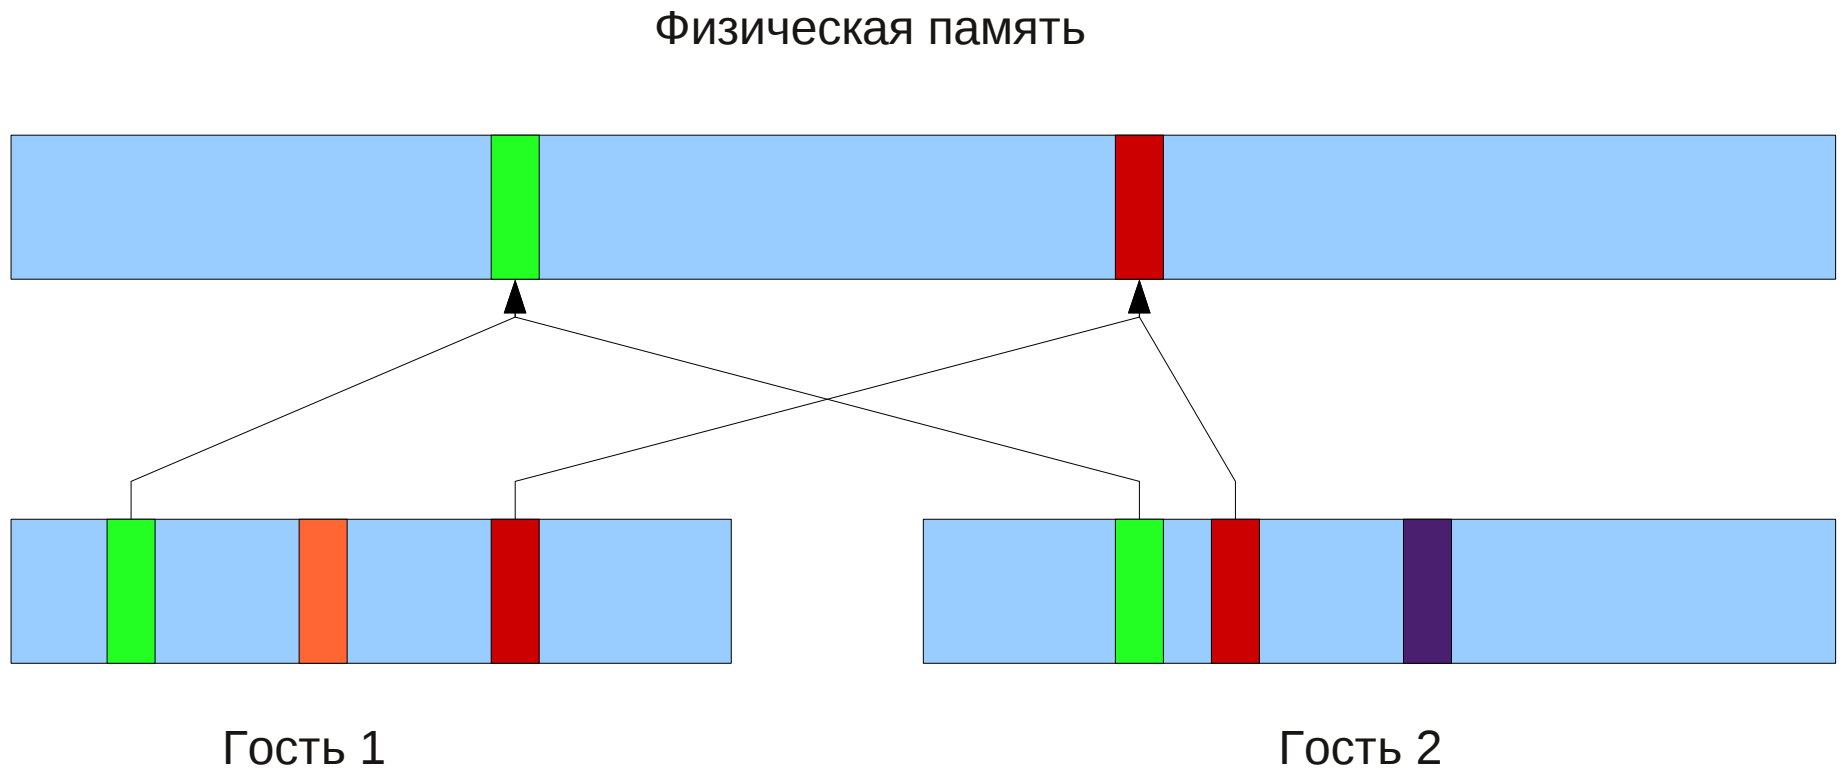 Физическая память
Гость 1
Гость 2